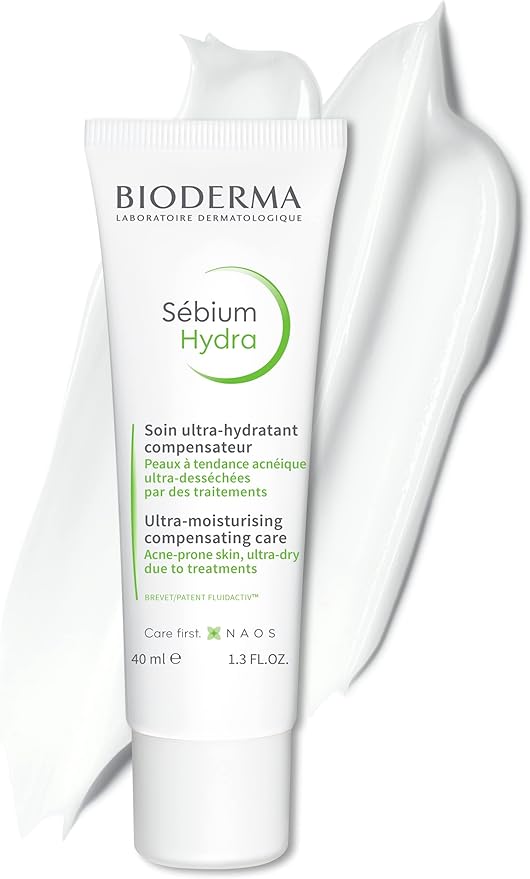 BIODERMA
LABORATOIRE DERMATOLOGIQUE
Sébium
Hydra
Soin ultra-hydratant
compensateur
Peaux à tendance acnéique
ultra-desséchées
par des traitements
Ultra-moisturising
compensating care
Acne-prone skin, ultra-dry
due to treatments
BREVET/PATENT FLUIDACTIV™
Care first. NAOS
40 ml ℮ 1.3 FL.OZ.